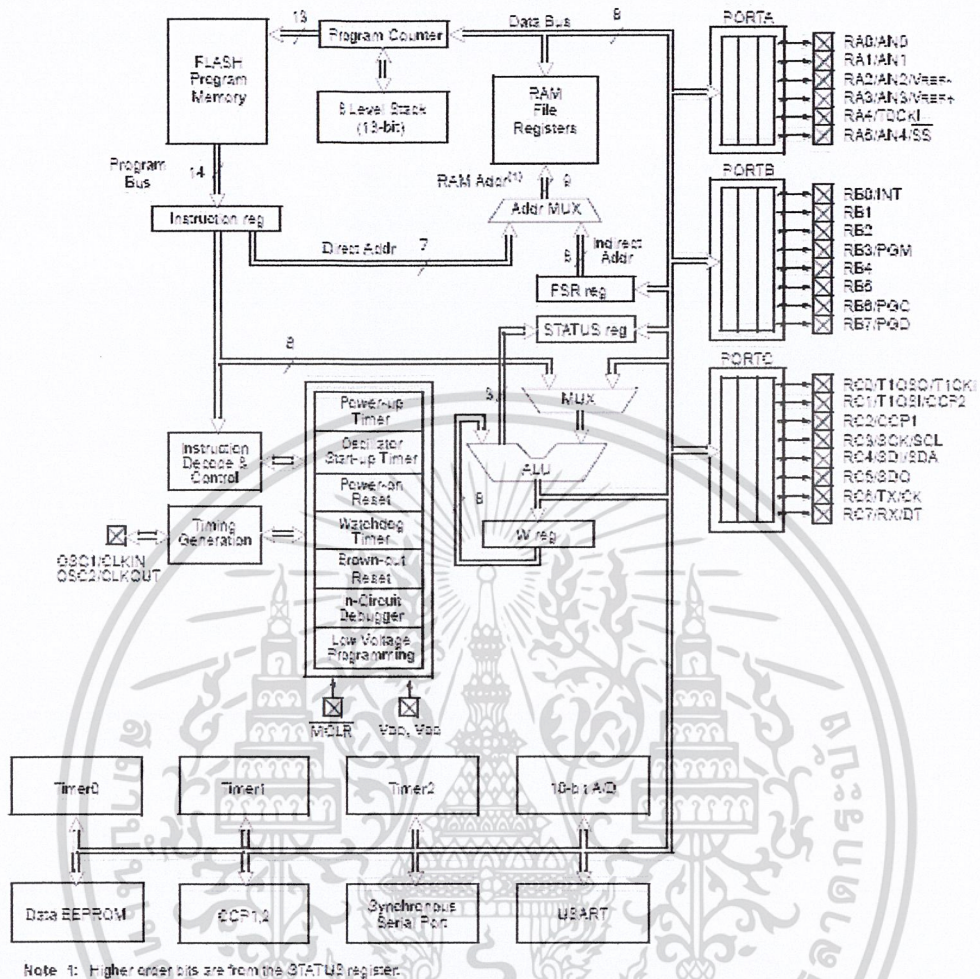 13
Data Bus
8
PORTA
FLASH
Program
Memory
Program Counter
8 Level Stack
(13-bit)
RAM
File
Registers
RA0/AN0
RA1/AN1
RA2/AN2/VREF+
RA3/AN3/VREF+
RA4/T0CKI
RA5/AN4/SS
Program
Bus
14
RAM Addr(1)
9
PORTB
Instruction reg
Addr MUX
Direct Addr
7
8
Indirect
Addr
FSR reg
STATUS reg
RB0/INT
RB1
RB2
RB3/PGM
RB4
RB5
RB6/PGC
RB7/PGD
8
3
MUX
PORTC
Power-up
Timer
Oscillator
Start-up Timer
Power-on
Reset
Watchdog
Timer
Brown-out
Reset
In-Circuit
Debugger
Low Voltage
Programming
Instruction
Decode &
Control
Timing
Generation
OSC1/CLKIN
OSC2/CLKOUT
ALU
8
W reg
RC0/T1OSO/T1CKI
RC1/T1OSI/CCP2
RC2/CCP1
RC3/SCK/SCL
RC4/SDI/SDA
RC5/SDO
RC6/TX/CK
RC7/RX/DT
MCLR
Timer0
Timer1
Timer2
10-bit A/D
Data EEPROM
CCP1,2
Synchronous
Serial Port
USART
Note 1: Higher order bits are from the STATUS register.